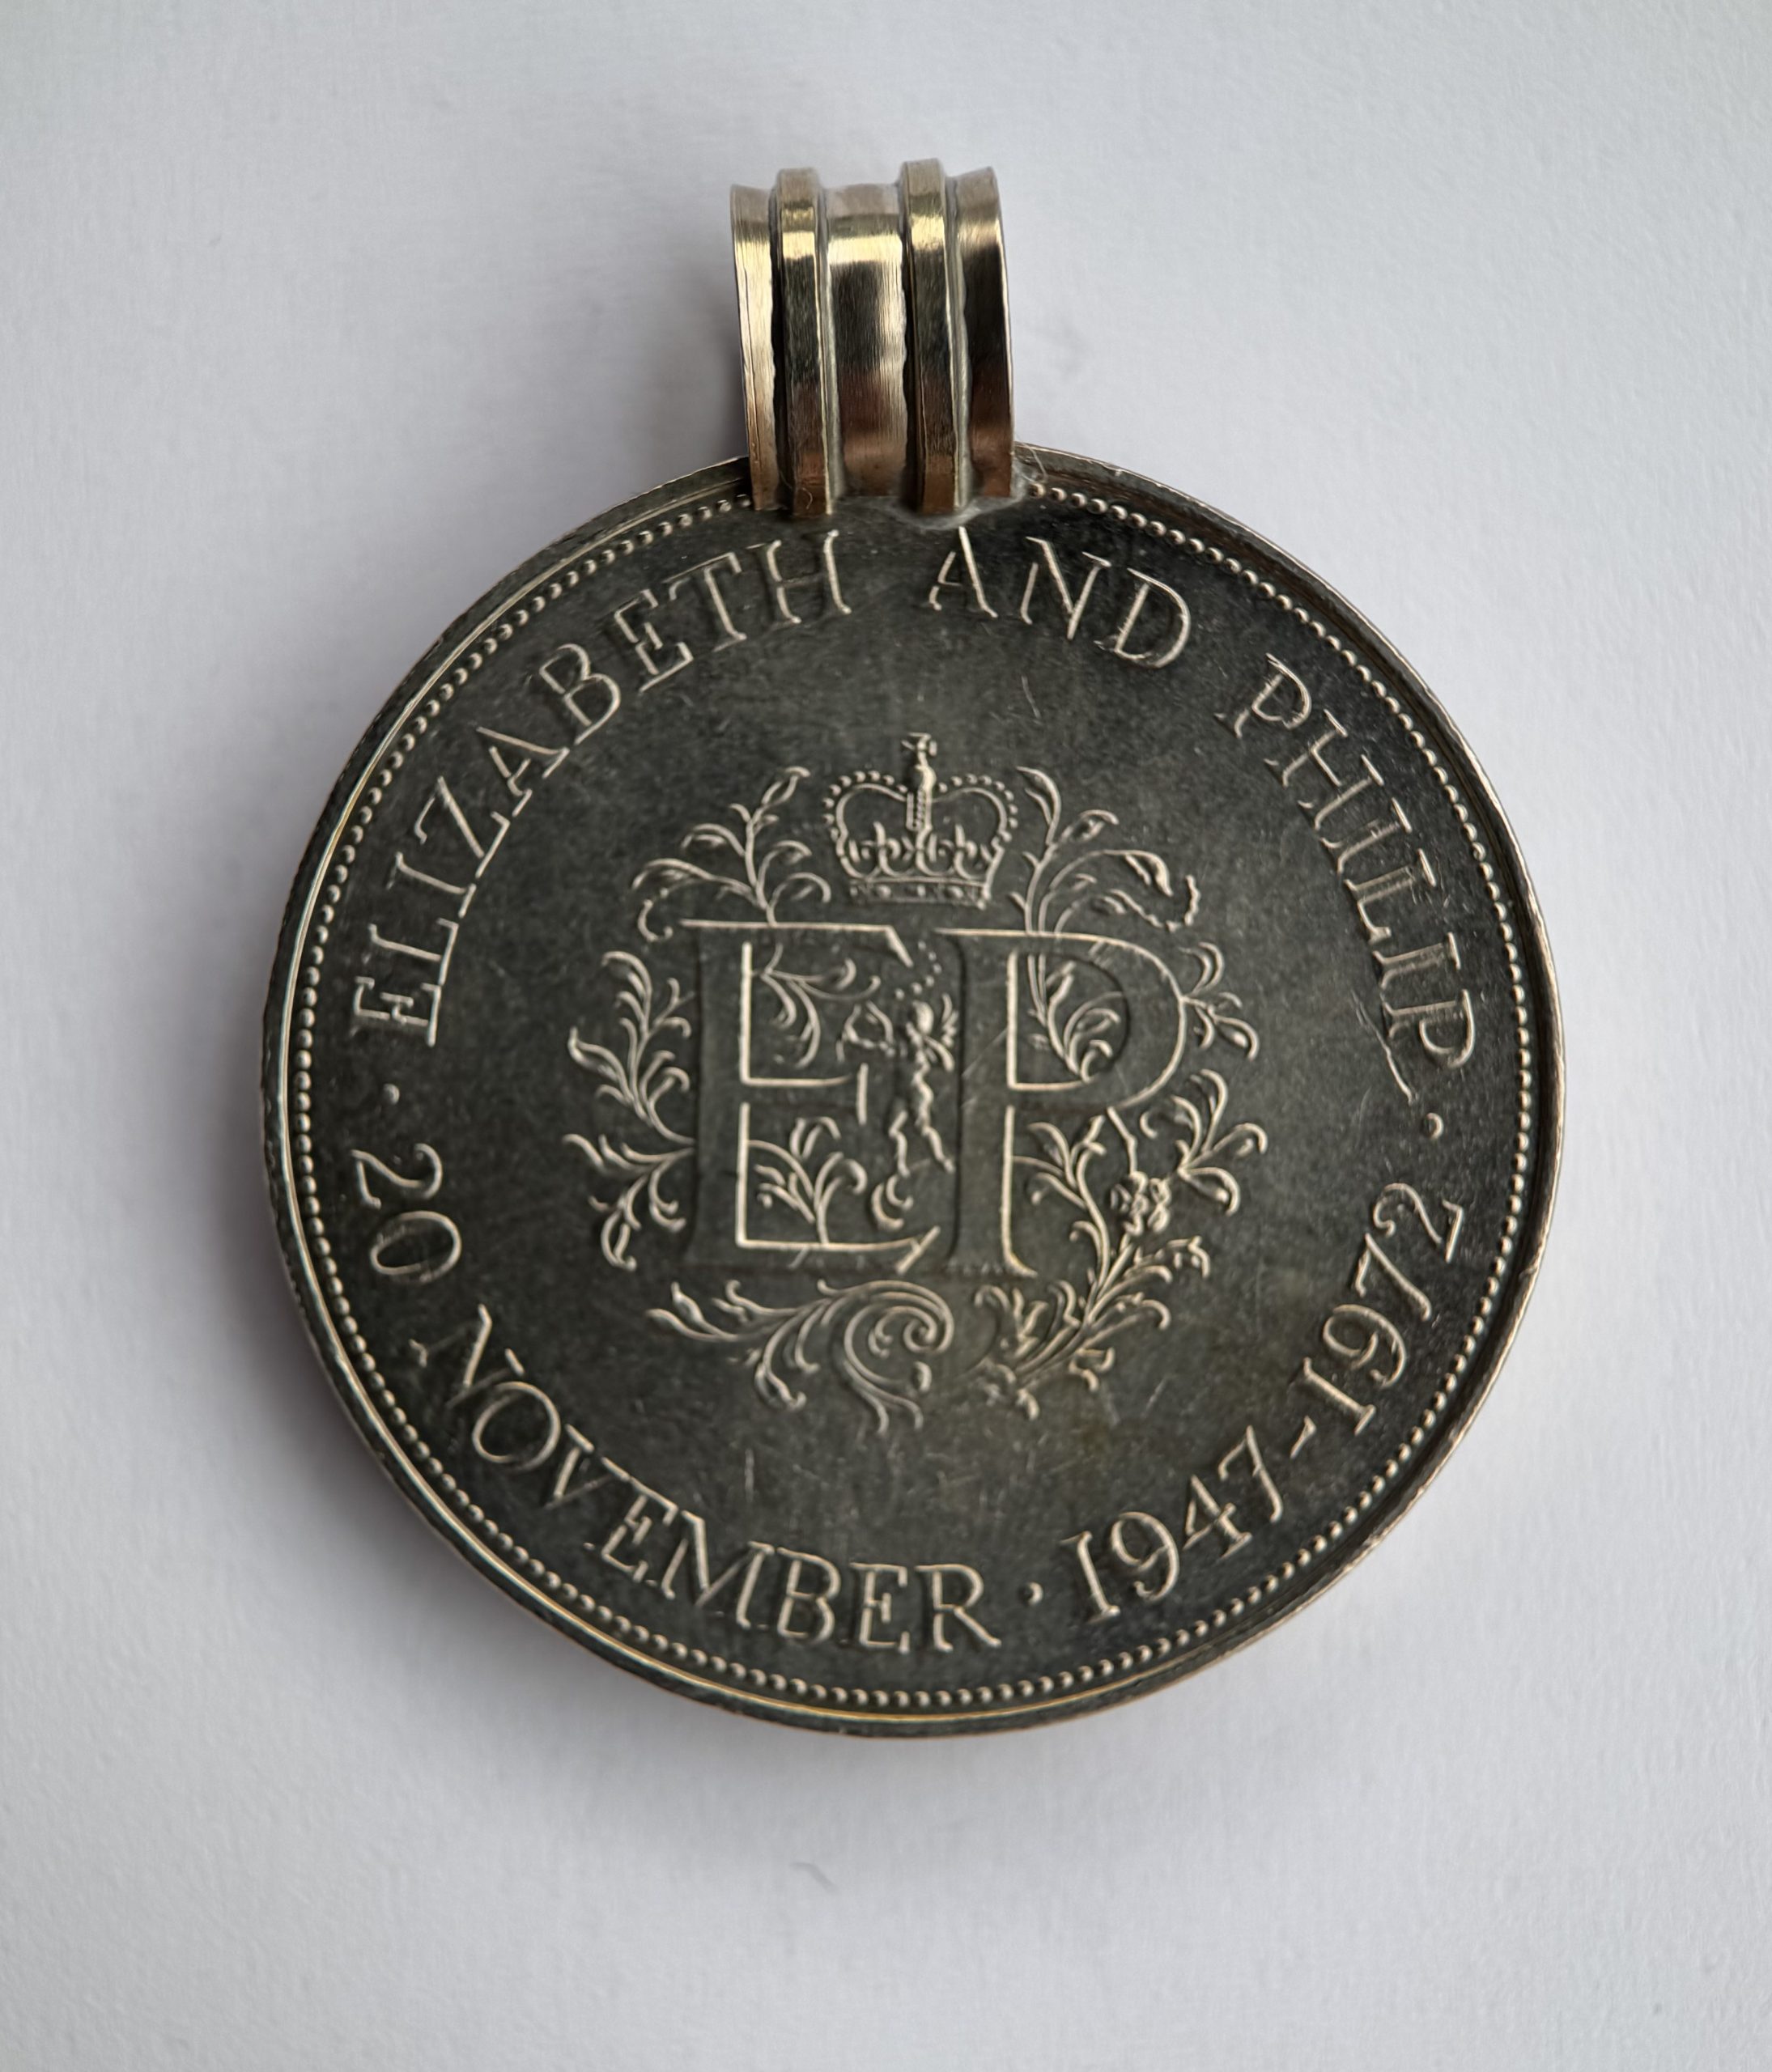 ELIZABETH AND PHILIP
· 20 NOVEMBER · 1947-1972 ·
EP